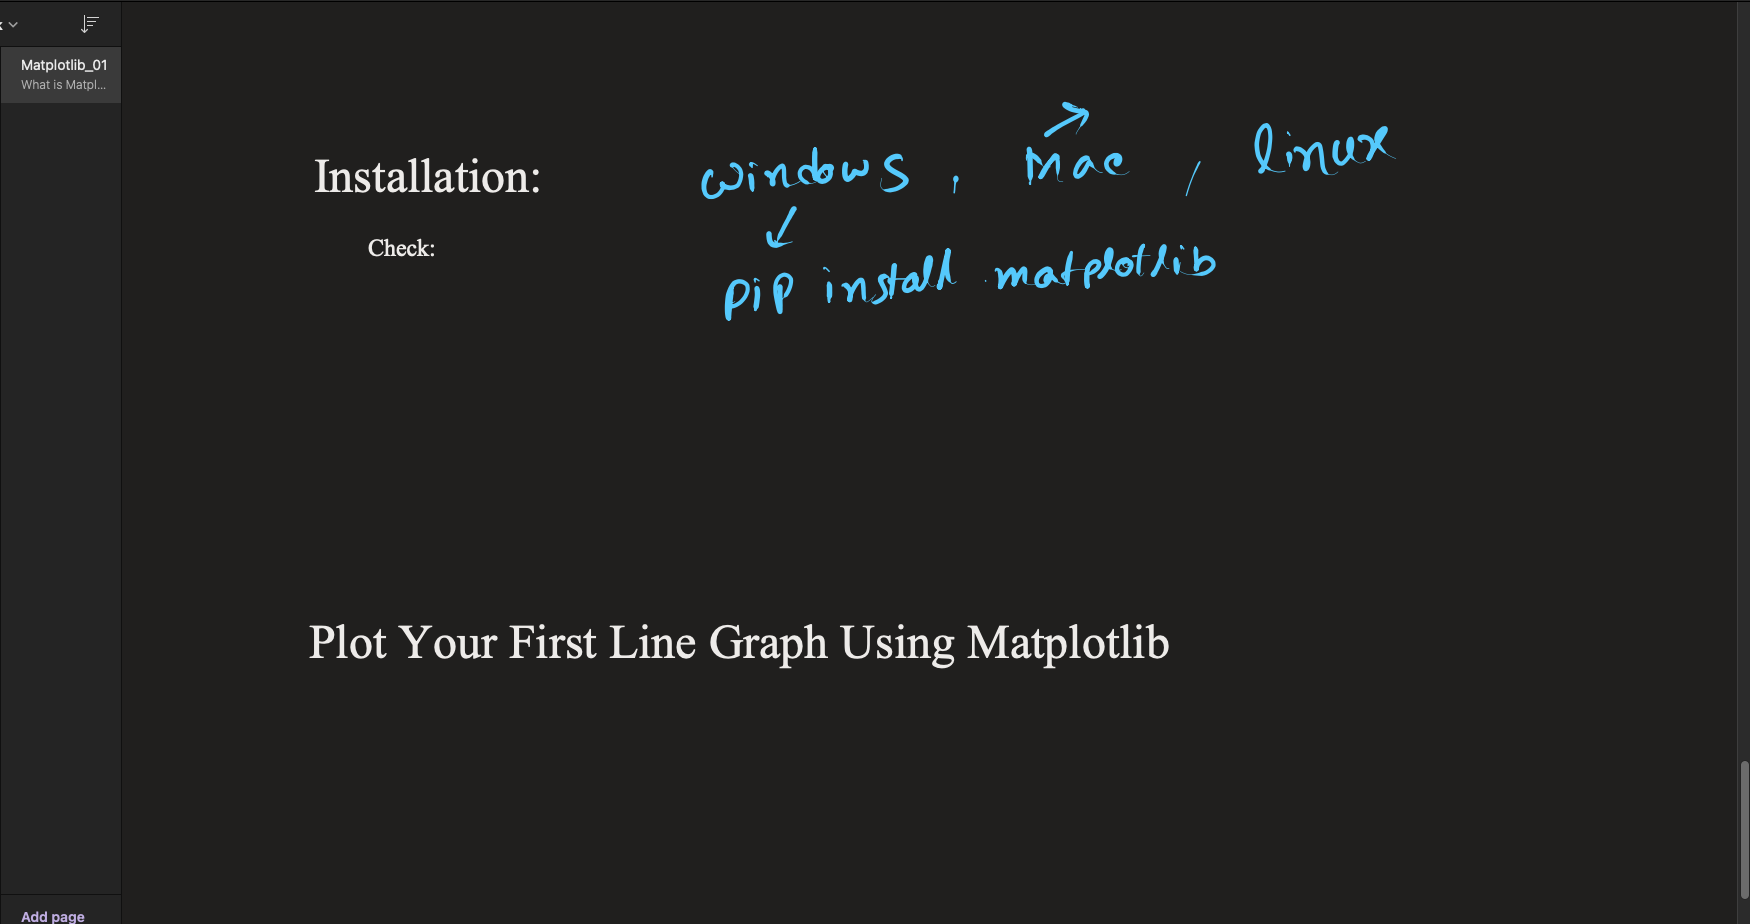 Matplotlib_01
What is Matpl...
Installation:
windows, Mac, linux
Check:
pip install matplotlib
Plot Your First Line Graph Using Matplotlib
Add page